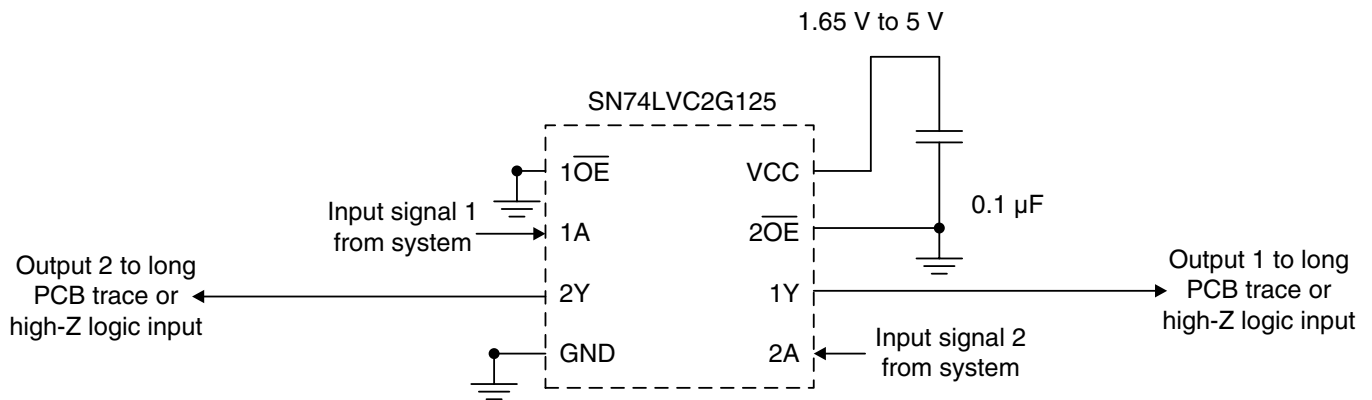 1.65 V to 5 V
SN74LVC2G125
1O̅E̅
VCC
Input signal 1
from system
1A
2O̅E̅
0.1 µF
Output 2 to long
PCB trace or
high-Z logic input
2Y
1Y
Output 1 to long
PCB trace or
high-Z logic input
GND
2A
Input signal 2
from system